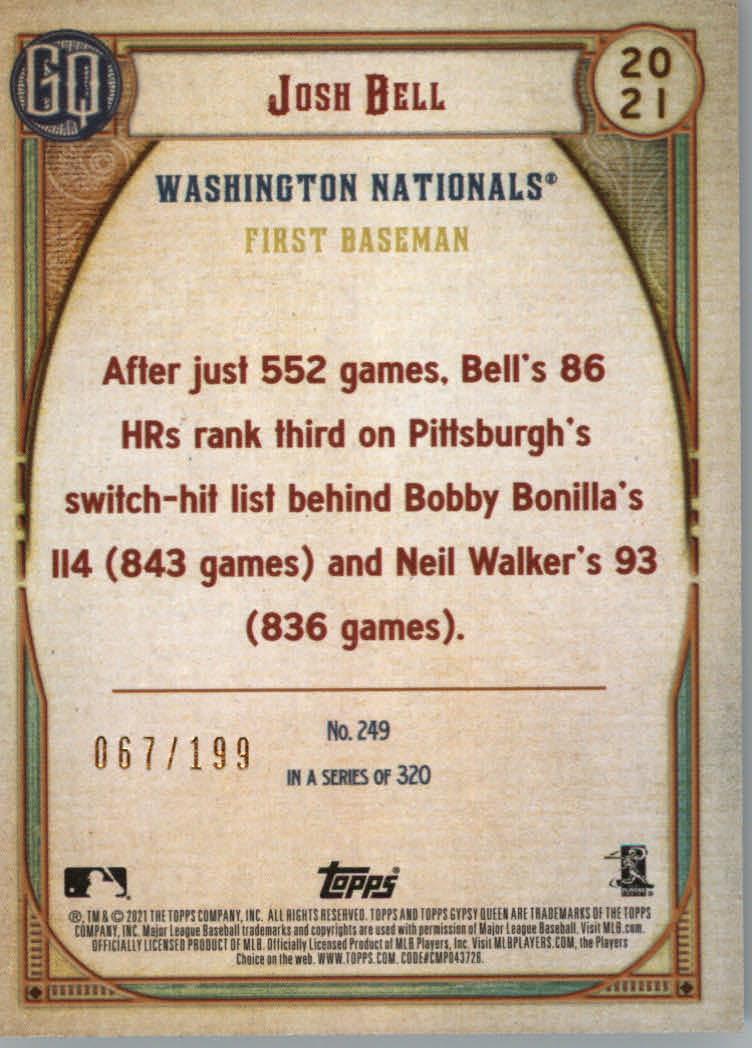 GQ
JOSH BELL
20
21
WASHINGTON NATIONALS®
FIRST BASEMAN
After just 552 games, Bell's 86
HRs rank third on Pittsburgh's
switch-hit list behind Bobby Bonilla's
114 (843 games) and Neil Walker's 93
(836 games).
067/199
No. 249
IN A SERIES OF 320
topps®
®, TM & © 2021 THE TOPPS COMPANY, INC. ALL RIGHTS RESERVED. TOPPS AND TOPPS GYPSY QUEEN ARE TRADEMARKS OF THE TOPPS
COMPANY, INC. Major League Baseball trademarks and copyrights are used with permission of Major League Baseball. Visit MLB.com.
OFFICIALLY LICENSED PRODUCT OF MLB. Officially Licensed Product of MLB Players, Inc. Visit MLBPLAYERS.COM, the Players
Choice on the web. WWW.TOPPS.COM. CODE#CMP043726.